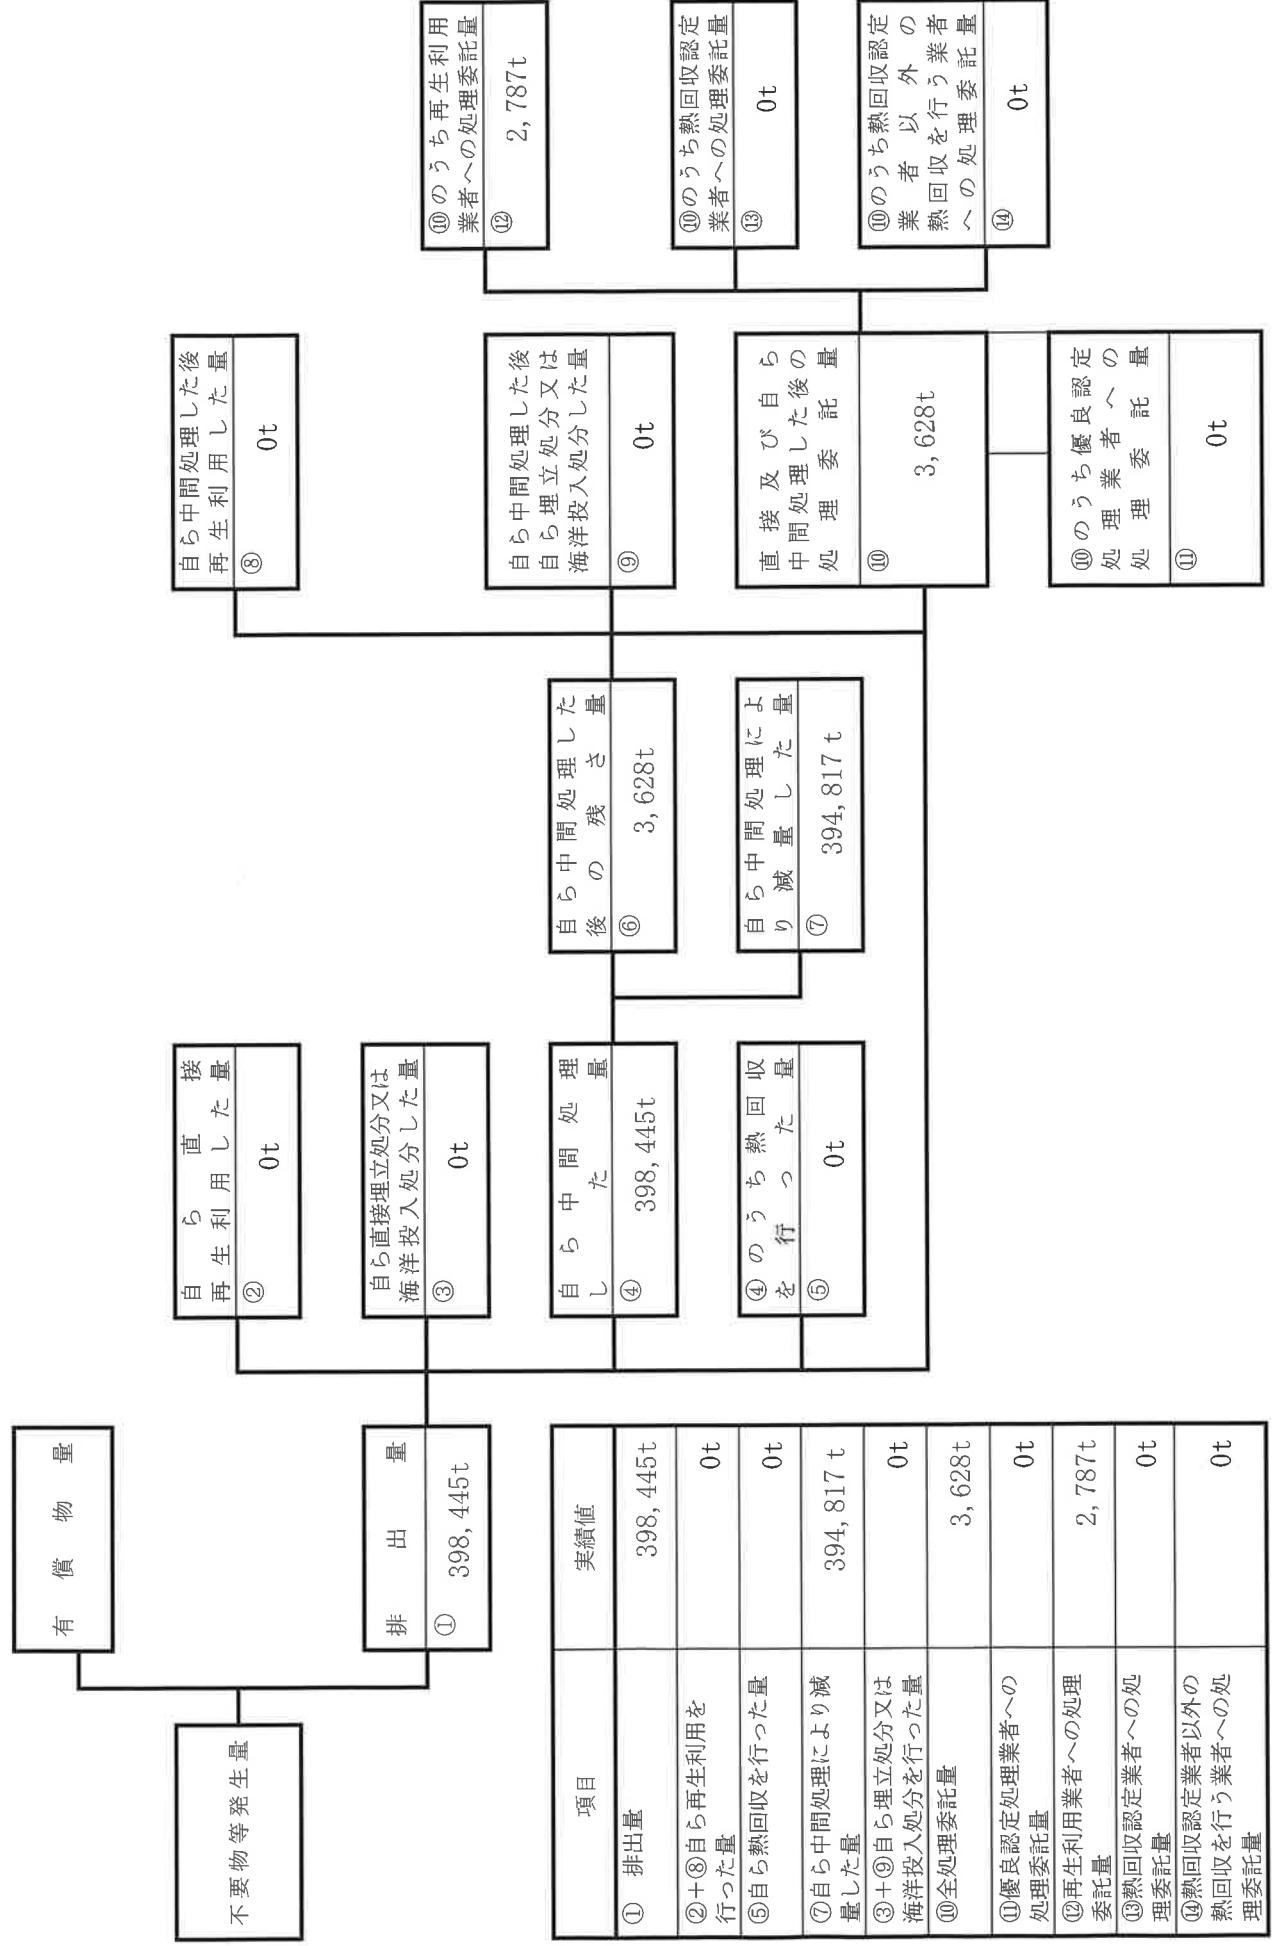 不要物等発生量
有償物量
排出量
① 398,445t
自ら直接
再生利用した量
② 0t
自ら直接埋立処分又は
海洋投入処分した量
③ 0t
自ら中間処理
した量
④ 398,445t
④のうち熱回収
を行った量
⑤ 0t
自ら中間処理した
後の残さ量
⑥ 3,628t
自ら中間処理によ
り減量した量
⑦ 394,817t
自ら中間処理した後
再生利用した量
⑧ 0t
自ら中間処理した後
自ら埋立処分又は
海洋投入処分した量
⑨ 0t
直接及び自ら
中間処理した後の
処理委託量
⑩ 3,628t
⑩のうち優良認定
処理業者への
処理委託量
⑪ 0t
⑩のうち再生利用
業者への処理委託量
⑫ 2,787t
⑩のうち熱回収認定
業者への処理委託量
⑬ 0t
⑩のうち熱回収認定
業者以外の
熱回収を行う業者
への処理委託量
⑭ 0t
項目 実績値
① 排出量 398,445t
②+⑧自ら再生利用を
行った量 0t
⑤自ら熱回収を行った量 0t
⑦自ら中間処理により減
量した量 394,817t
③+⑨自ら埋立処分又は
海洋投入処分を行った量 0t
⑩全処理委託量 3,628t
⑪優良認定処理業者への
処理委託量 0t
⑫再生利用業者への処理
委託量 2,787t
⑬熱回収認定業者への処
理委託量 0t
⑭熱回収認定業者以外の
熱回収を行う業者への処
理委託量 0t